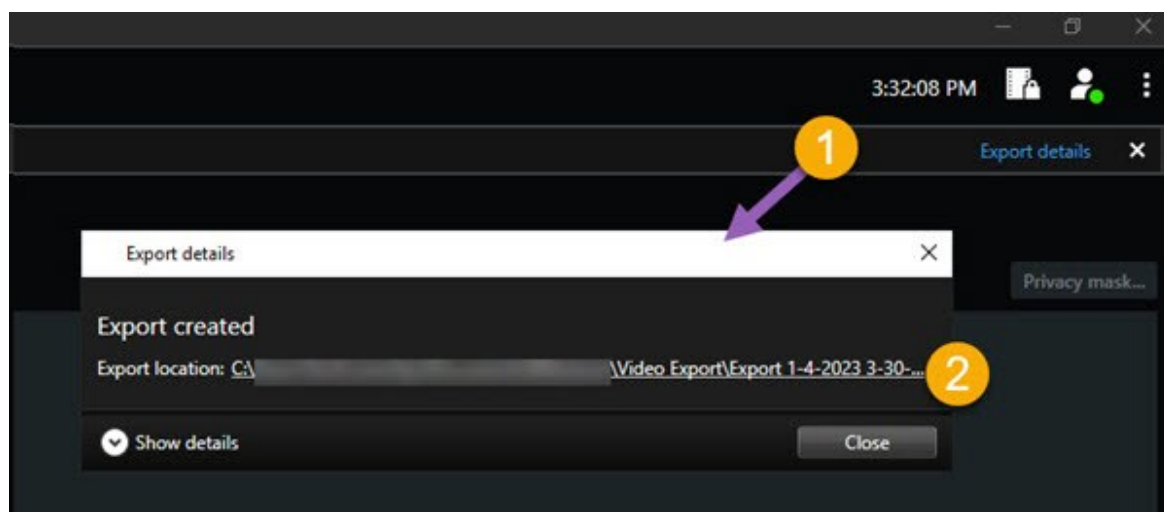 3:32:08 PM
1
Export details
Export details
Privacy mask...
Export created
Export location: C:\ \Video Export\Export 1-4-2023 3-30-...
2
Show details
Close